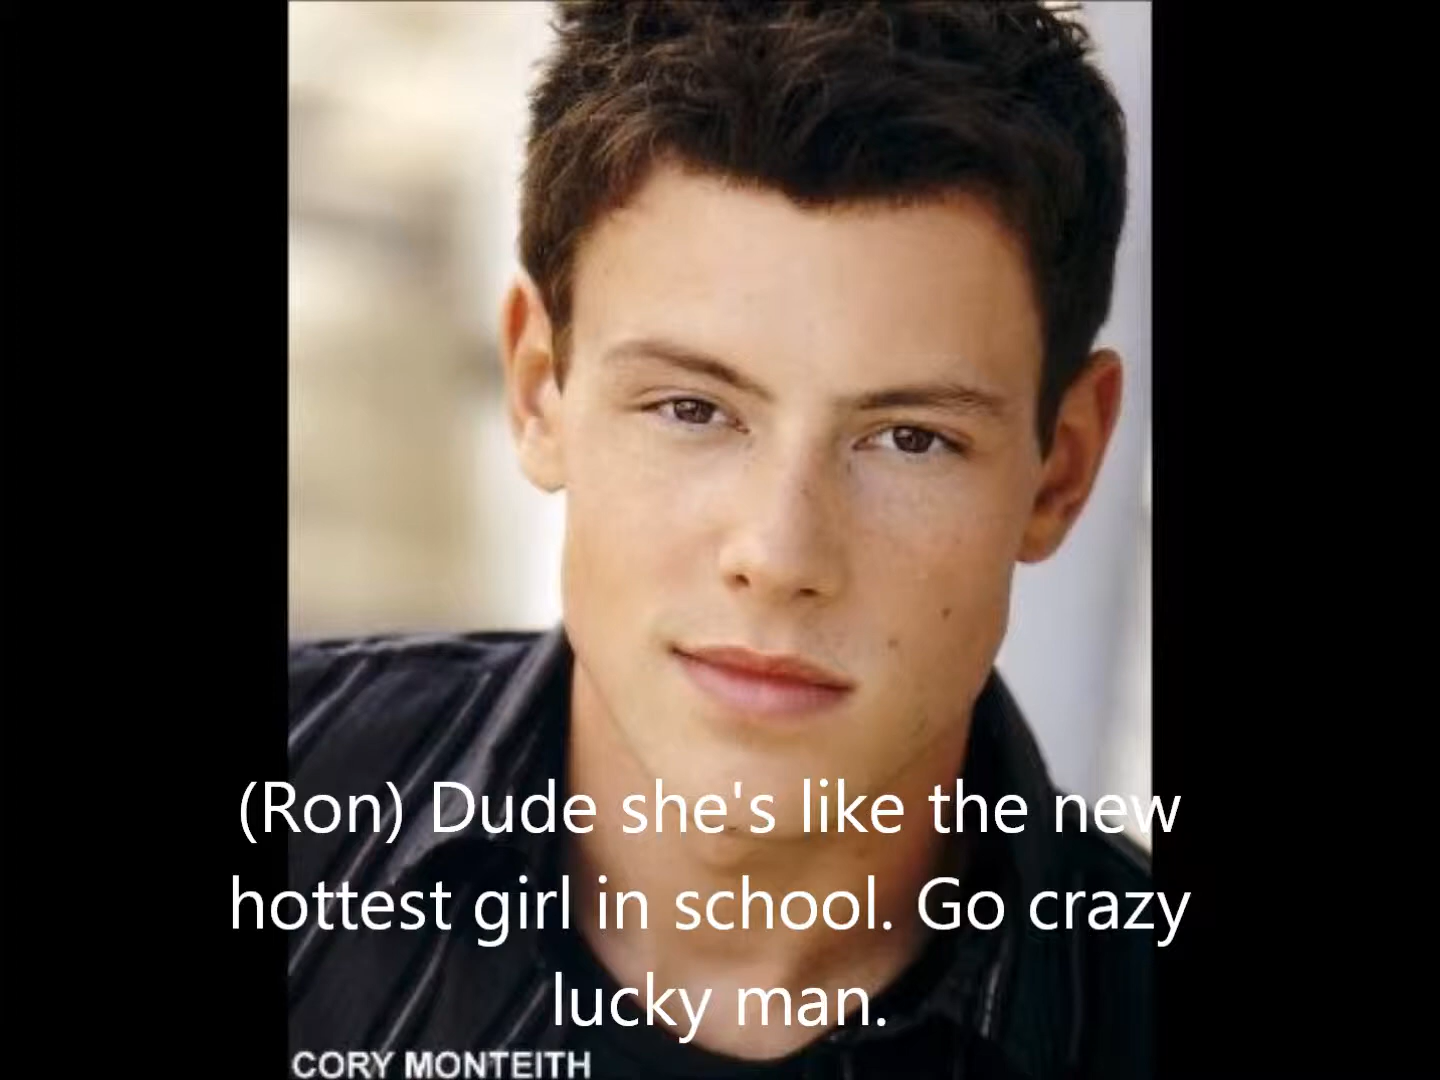 (Ron) Dude she's like the new
hottest girl in school. Go crazy
lucky man.
CORY MONTEITH